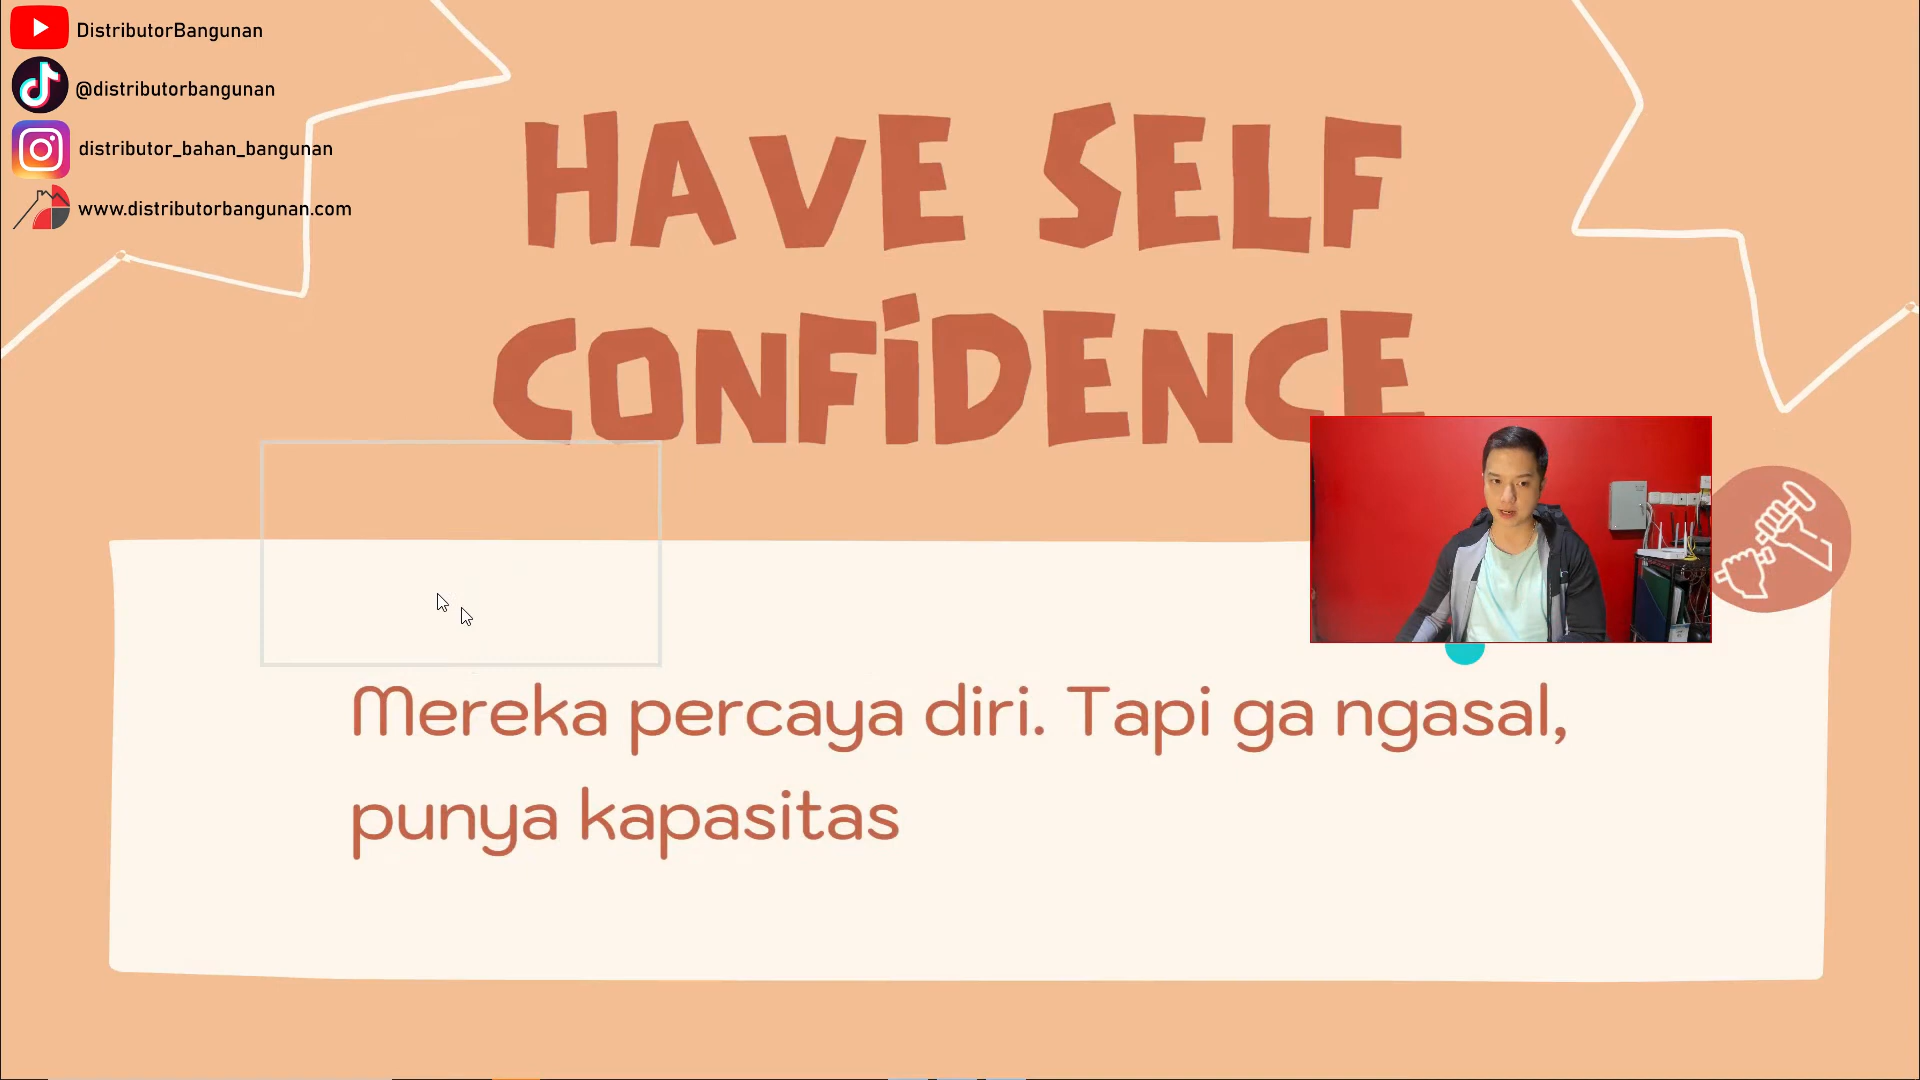 DistributorBangunan
@distributorbangunan
distributor_bahan_bangunan
www.distributorbangunan.com
HAVE SELF
CONFiDENCE
Mereka percaya diri. Tapi ga ngasal,
punya kapasitas